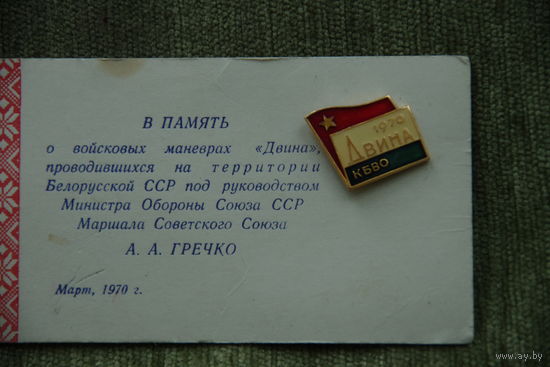 В ПАМЯТЬ
о войсковых маневрах «Двина»,
проводившихся на территории
Белорусской ССР под руководством
Министра Обороны Союза ССР
Маршала Советского Союза
А. А. ГРЕЧКО
Март, 1970 г.
1970
ДВИНА
КБВО
www.ay.by